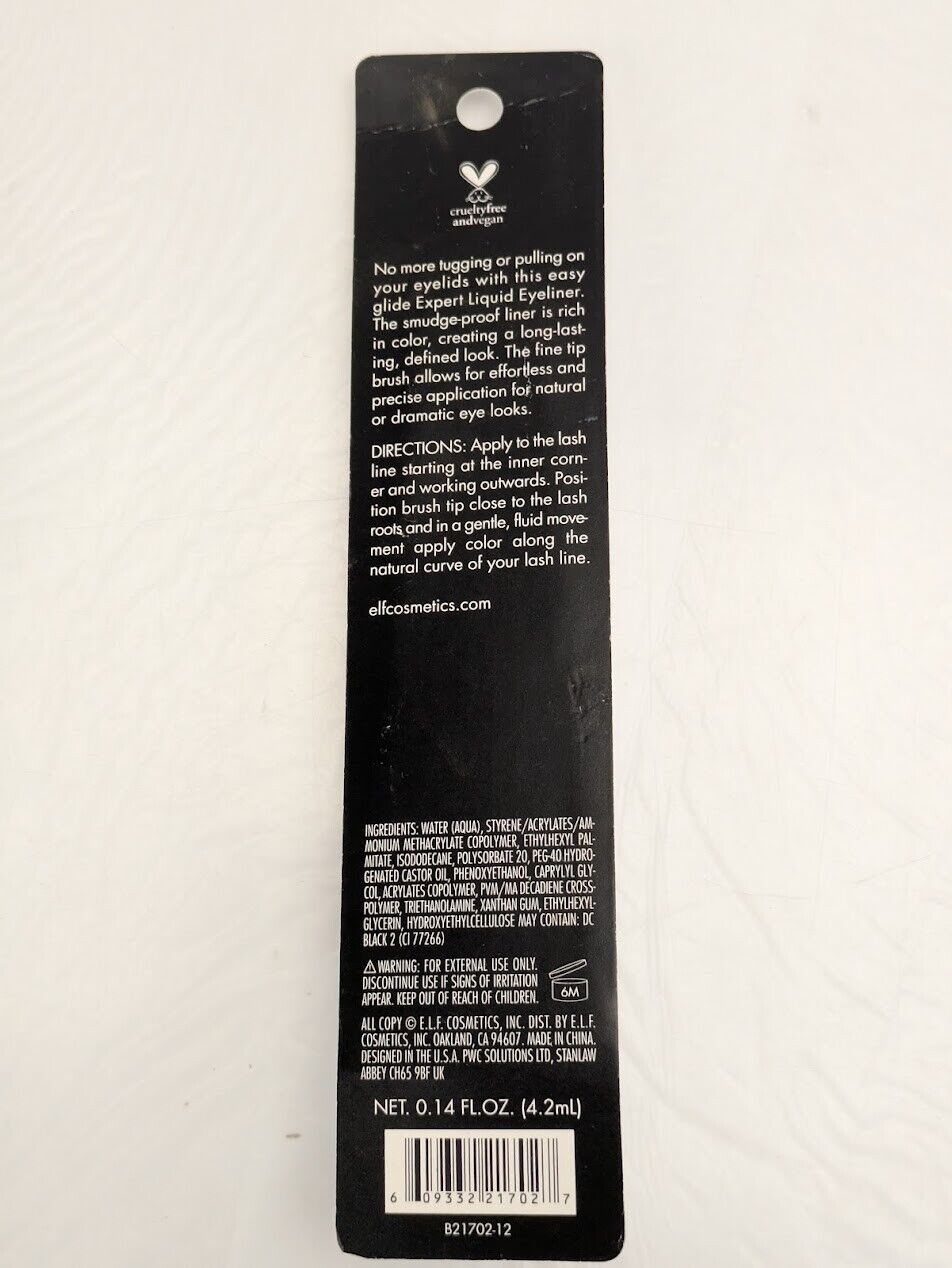 crueltyfree
andvegan
No more tugging or pulling on
your eyelids with this easy
glide Expert Liquid Eyeliner.
The smudge-proof liner is rich
in color, creating a long-last-
ing, defined look. The fine tip
brush allows for effortless and
precise application for natural
or dramatic eye looks.
DIRECTIONS: Apply to the lash
line starting at the inner corn-
er and working outwards. Posi-
tion brush tip close to the lash
roots and in a gentle, fluid move-
ment apply color along the
natural curve of your lash line.
elfcosmetics.com
INGREDIENTS: WATER (AQUA), STYRENE/ACRYLATES/AM-
MONIUM METHACRYLATE COPOLYMER, ETHYLHEXYL PAL-
MITATE, ISODODECANE, POLYSORBATE 20, PEG-40 HYDRO-
GENATED CASTOR OIL, PHENOXYETHANOL, CAPRYLYL GLY-
COL, ACRYLATES COPOLYMER, PVM/MA DECADIENE CROSS-
POLYMER, TRIETHANOLAMINE, XANTHAN GUM, ETHYLHEXYL-
GLYCERIN, HYDROXYETHYLCELLULOSE MAY CONTAIN: DC
BLACK 2 (CI 77266)
⚠WARNING: FOR EXTERNAL USE ONLY.
DISCONTINUE USE IF SIGNS OF IRRITATION
APPEAR. KEEP OUT OF REACH OF CHILDREN.
6M
ALL COPY © E.L.F. COSMETICS, INC. DIST. BY E.L.F.
COSMETICS, INC. OAKLAND, CA 94607. MADE IN CHINA.
DESIGNED IN THE U.S.A. PWC SOLUTIONS LTD, STANLAW
ABBEY CH65 9BF UK
NET. 0.14 FL.OZ. (4.2mL)
6 09332 21702 7
B21702-12